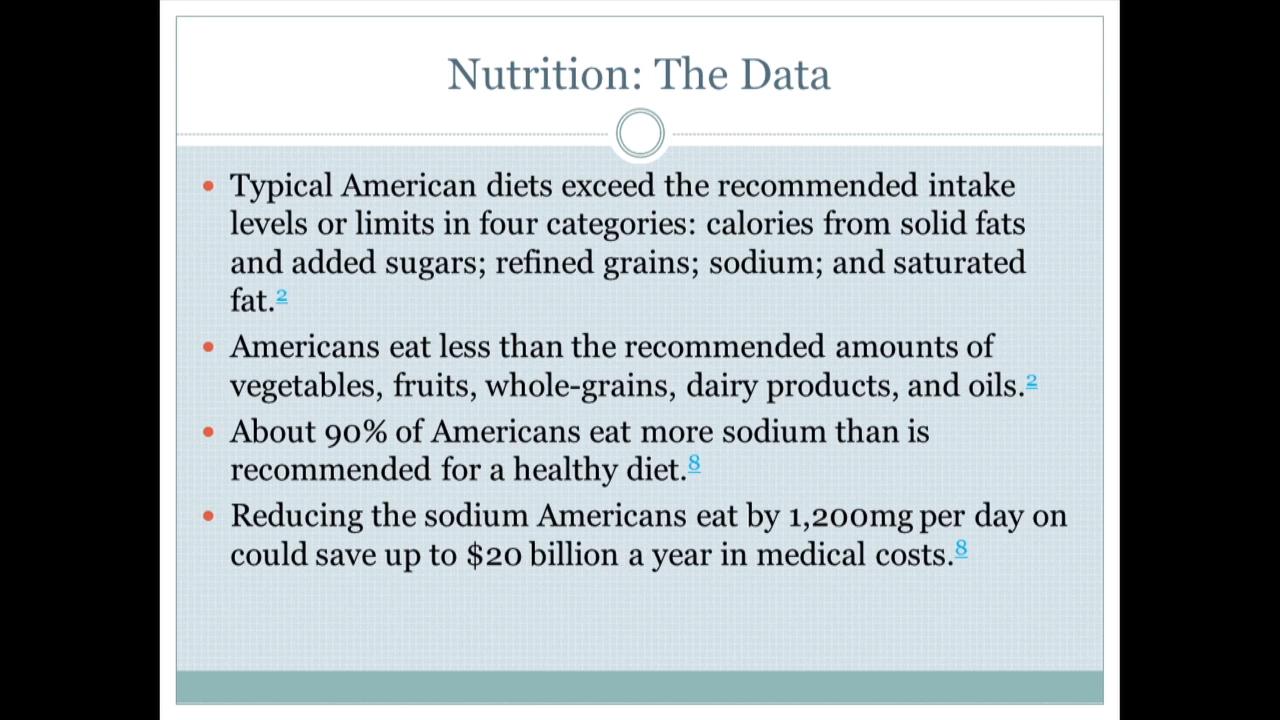 Nutrition: The Data
Typical American diets exceed the recommended intake
levels or limits in four categories: calories from solid fats
and added sugars; refined grains; sodium; and saturated
fat.2
Americans eat less than the recommended amounts of
vegetables, fruits, whole-grains, dairy products, and oils.2
About 90% of Americans eat more sodium than is
recommended for a healthy diet.8
Reducing the sodium Americans eat by 1,200mg per day on
could save up to $20 billion a year in medical costs.8